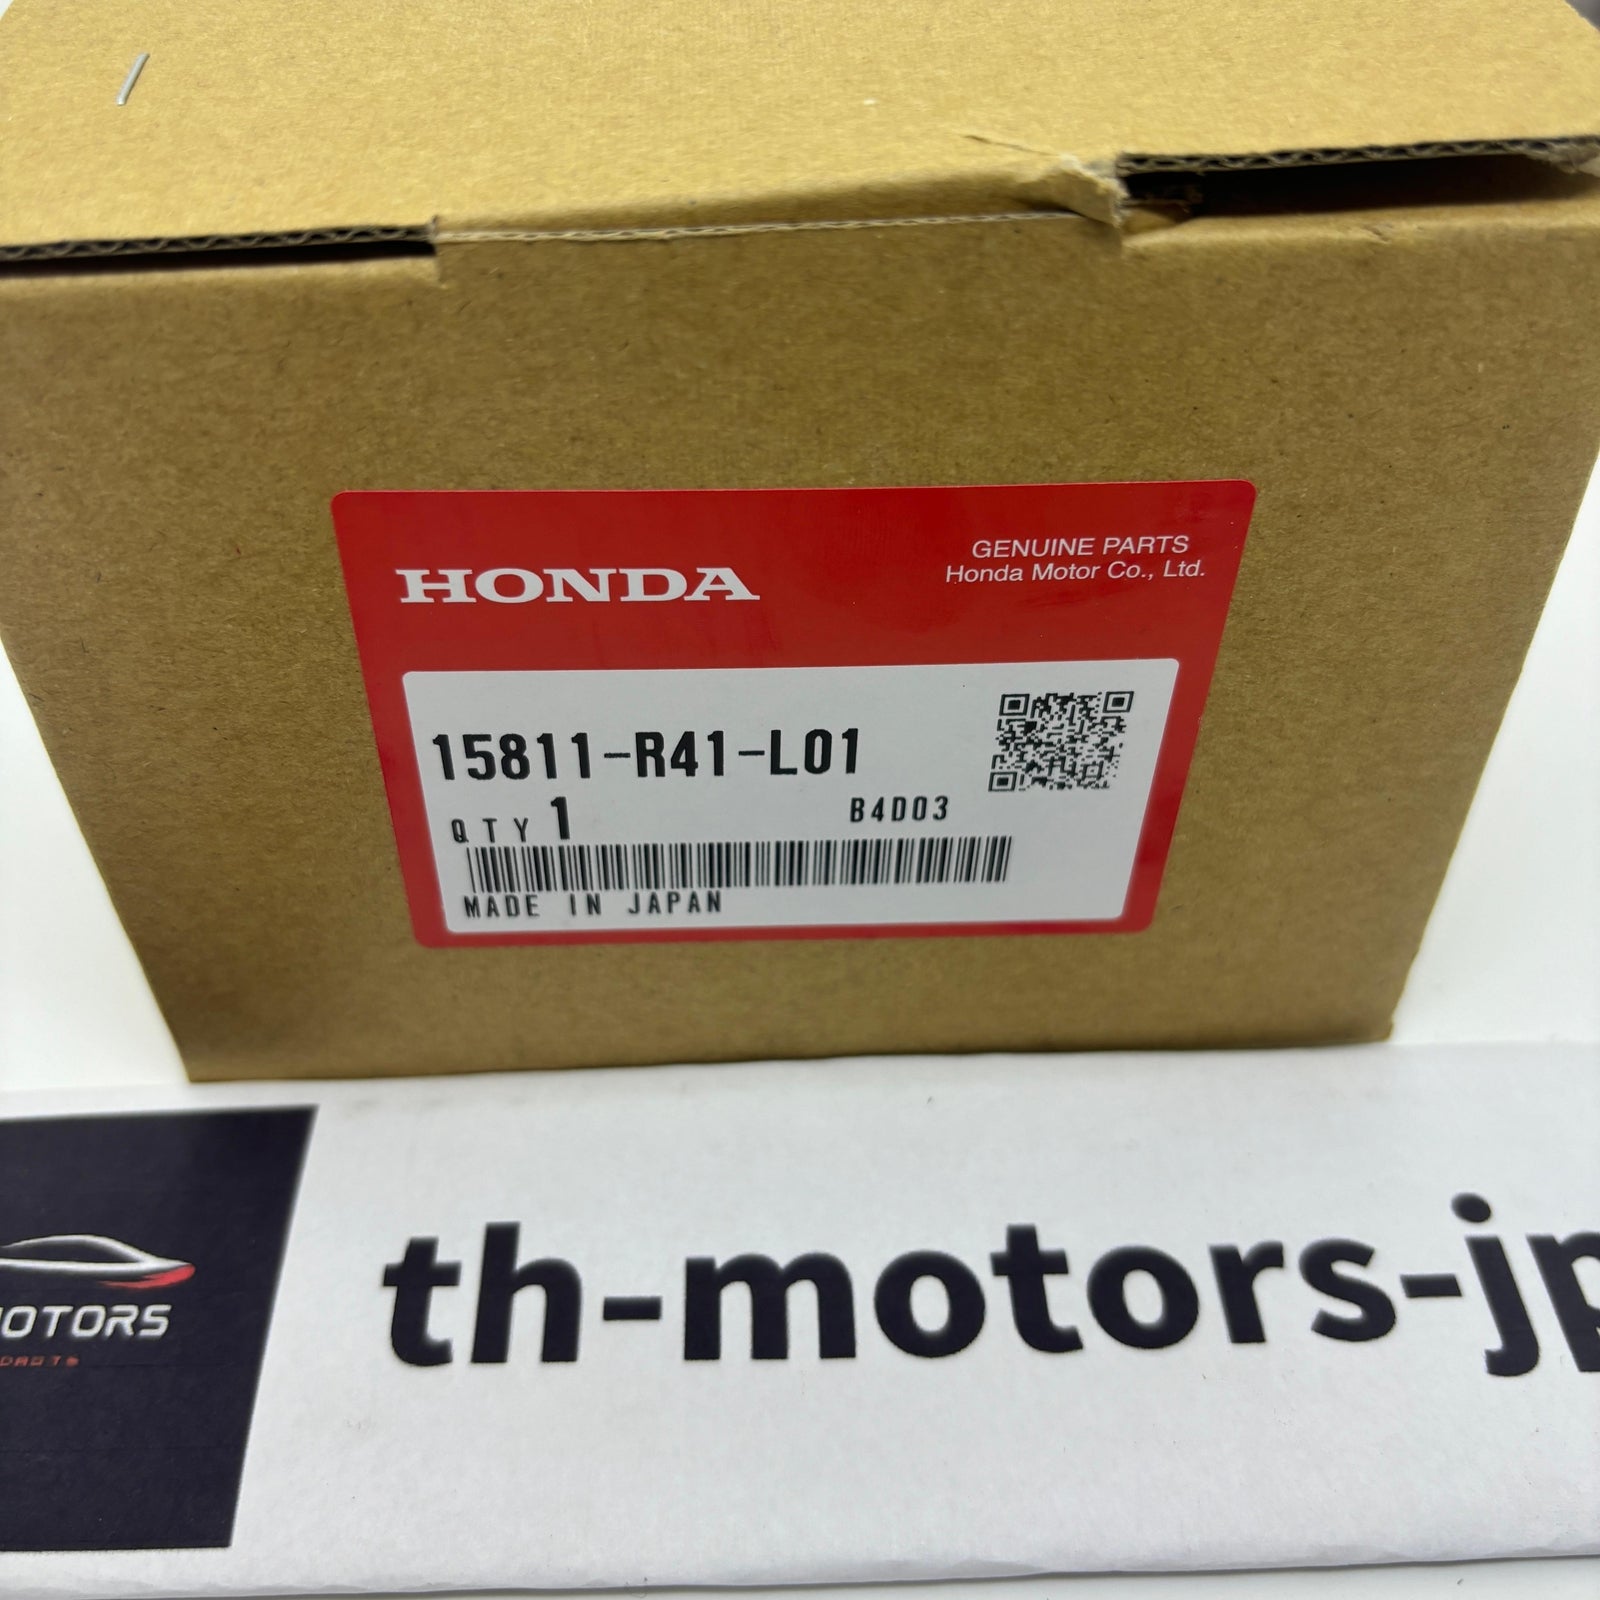 HONDA
GENUINE PARTS
Honda Motor Co., Ltd.
15811-R41-L01
QTY 1
B4D03
MADE IN JAPAN
th-motors-jp
OTORS